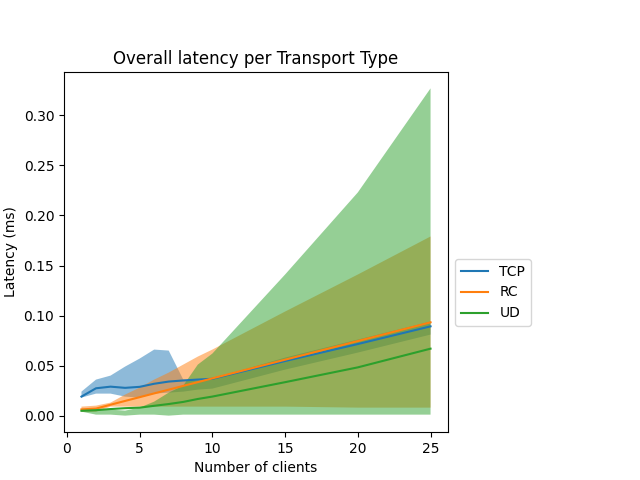 Overall latency per Transport Type
Latency (ms)
0.30
0.25
0.20
0.15
0.10
0.05
0.00
0 5 10 15 20 25
Number of clients
TCP
RC
UD